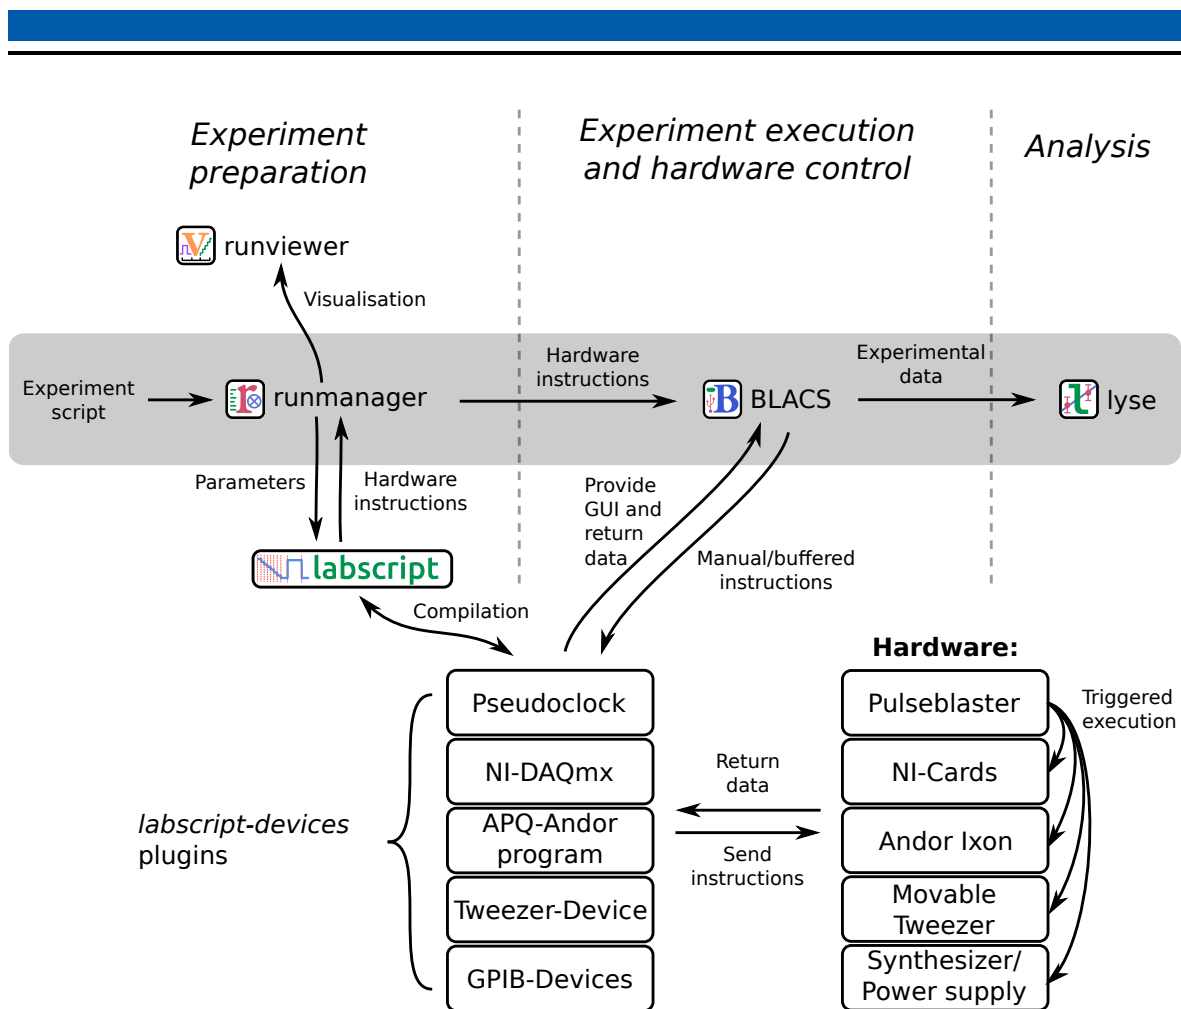 Experiment
preparation
Experiment execution
and hardware control
Analysis
runviewer
Visualisation
Experiment
script
runmanager
Hardware
instructions
BLACS
Experimental
data
lyse
Parameters
Hardware
instructions
Provide
GUI and
return
data
Manual/buffered
instructions
labscript
Compilation
Hardware:
Pseudoclock
NI-DAQmx
APQ-Andor
program
Tweezer-Device
GPIB-Devices
labscript-devices
plugins
Return
data
Send
instructions
Pulseblaster
NI-Cards
Andor Ixon
Movable
Tweezer
Synthesizer/
Power supply
Triggered
execution